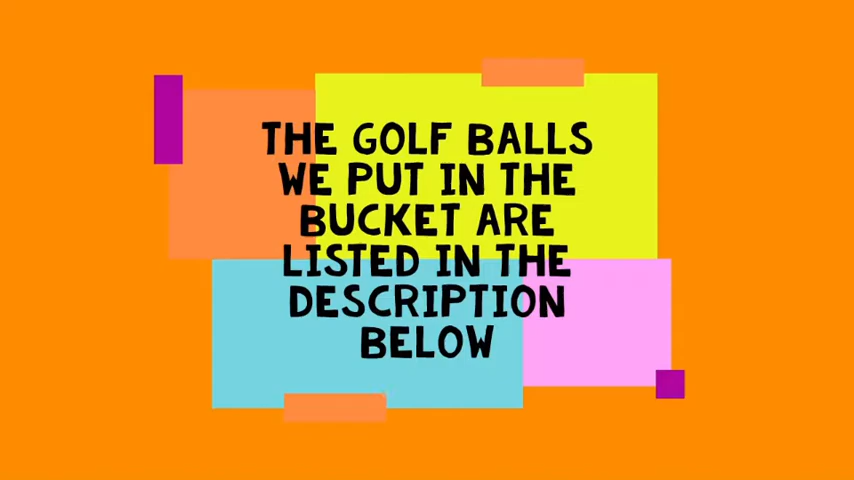 THE GOLF BALLS
WE PUT IN THE
BUCKET ARE
LISTED IN THE
DESCRIPTION
BELOW